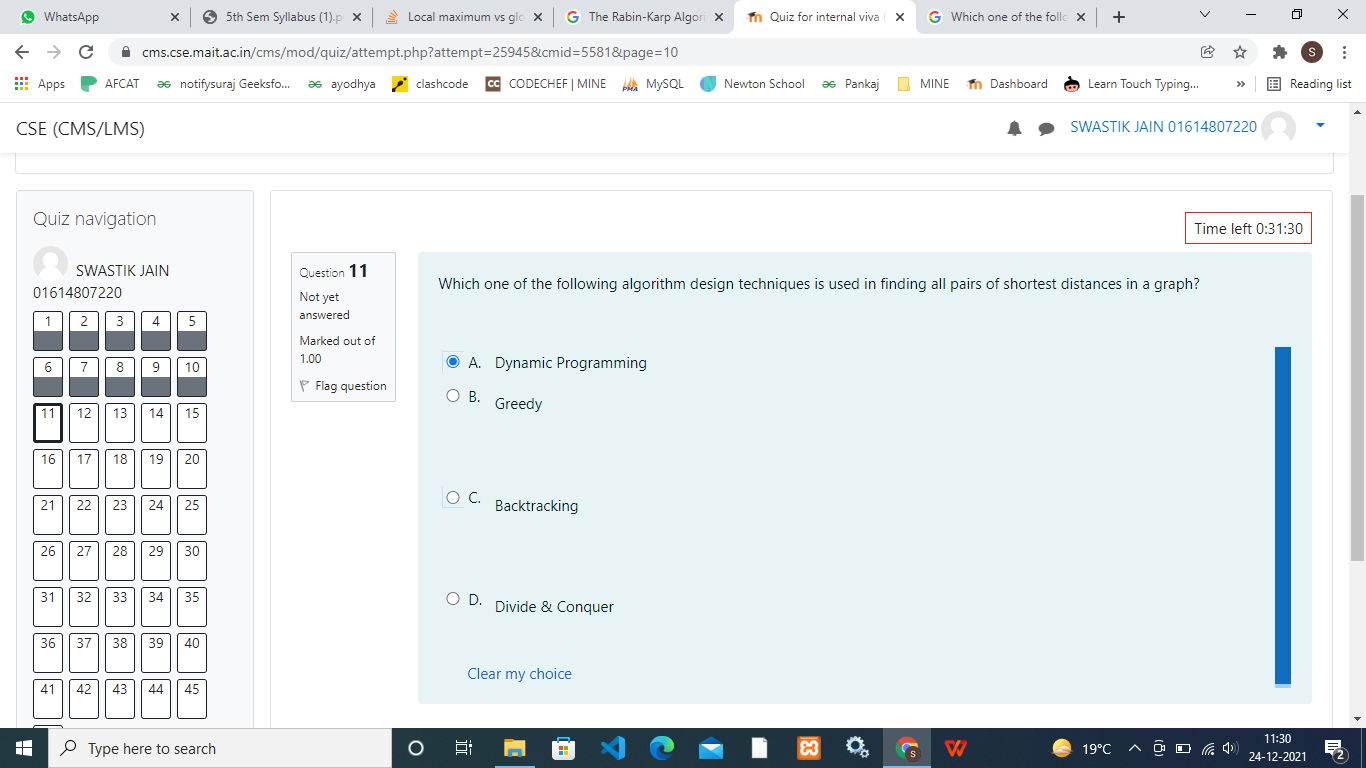 WhatsApp
5th Sem Syllabus (1).p
Local maximum vs glo
The Rabin-Karp Algori
Quiz for internal viva (
Which one of the follo
cms.cse.mait.ac.in/cms/mod/quiz/attempt.php?attempt=25945&cmid=5581&page=10
S
Apps
AFCAT
notifysuraj Geeksfo...
ayodhya
clashcode
CC
CODECHEF | MINE
PMA
MySQL
Newton School
Pankaj
MINE
Dashboard
Learn Touch Typing...
»
Reading list
CSE (CMS/LMS)
SWASTIK JAIN 01614807220
Quiz navigation
SWASTIK JAIN
01614807220
1 2 3 4 5
6 7 8 9 10
11 12 13 14 15
16 17 18 19 20
21 22 23 24 25
26 27 28 29 30
31 32 33 34 35
36 37 38 39 40
41 42 43 44 45
Time left 0:31:30
Question 11
Not yet
answered
Marked out of
1.00
Flag question
Which one of the following algorithm design techniques is used in finding all pairs of shortest distances in a graph?
A. Dynamic Programming
B. Greedy
C. Backtracking
D. Divide & Conquer
Clear my choice
Type here to search
S
19°C
11:30
24-12-2021
2